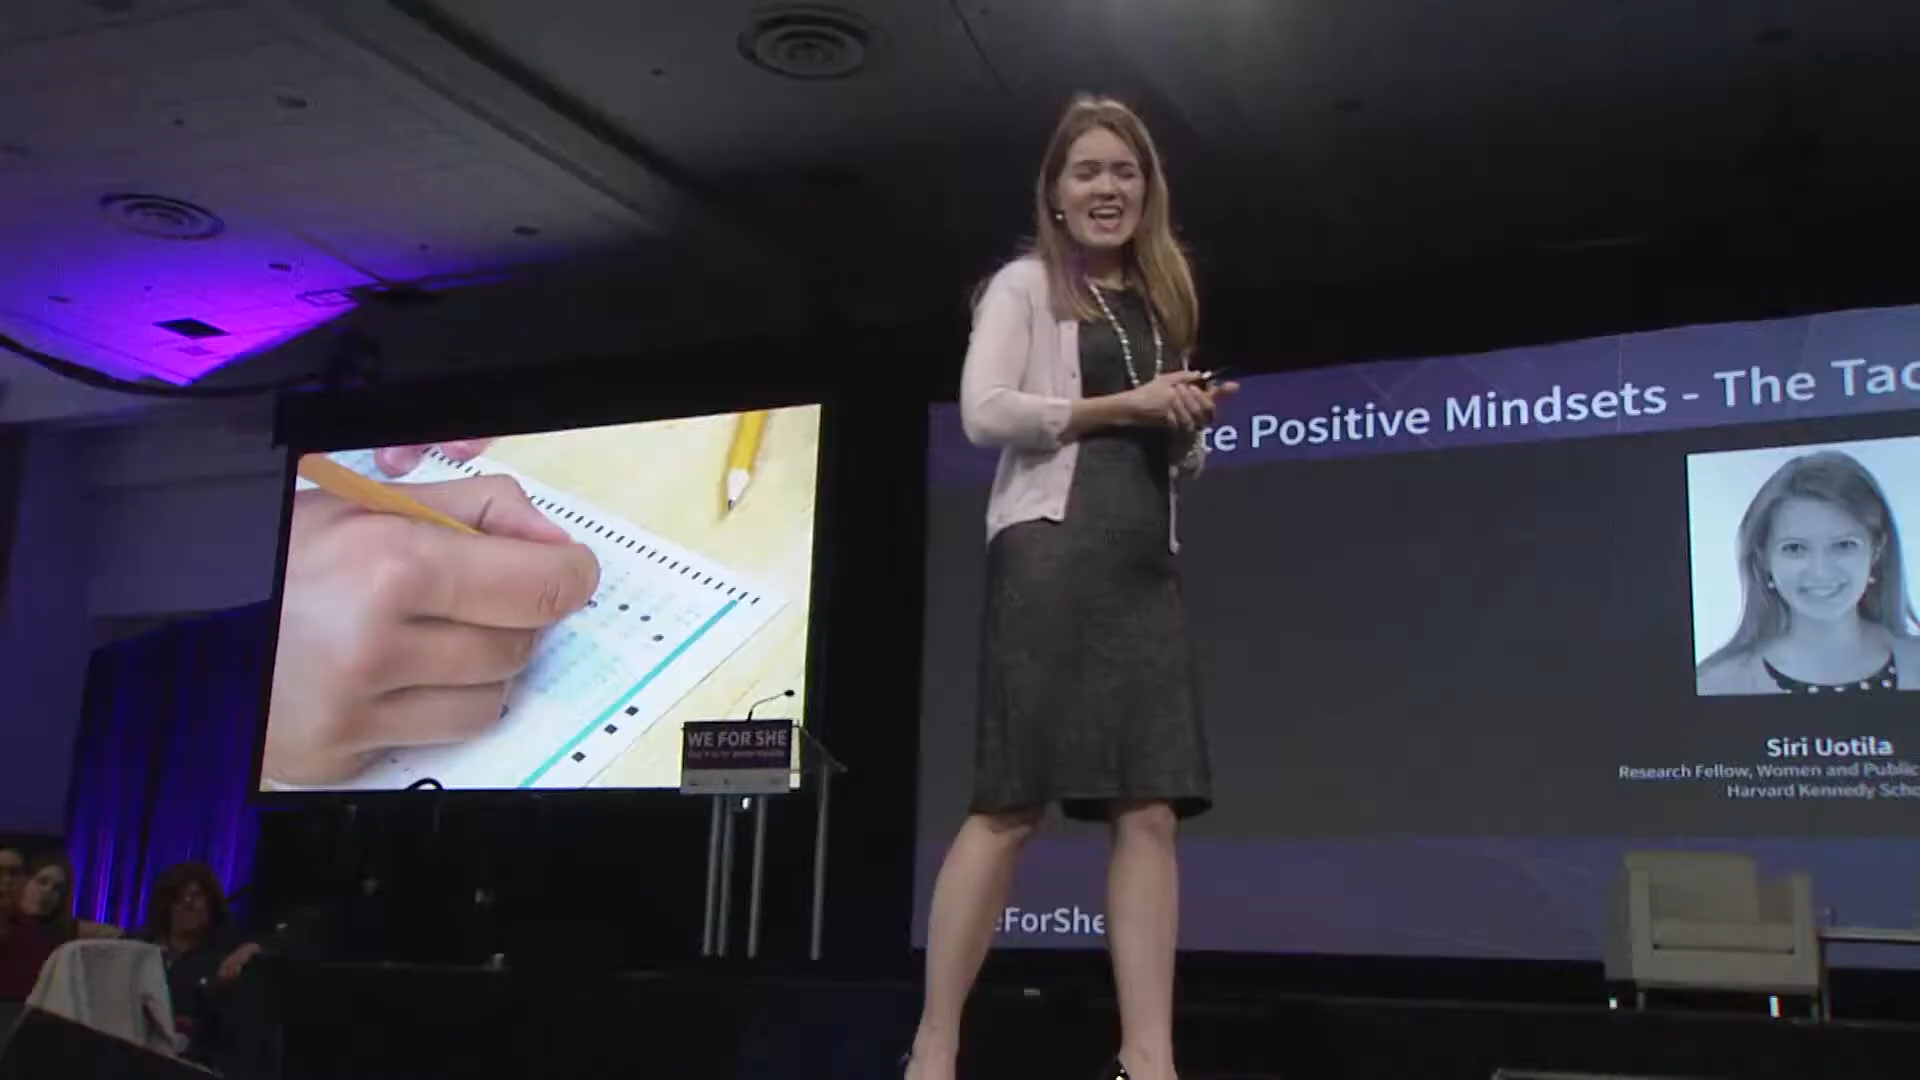 te Positive Mindsets - The Tac
WE FOR SHE
Siri Uotila
Research Fellow, Women and Public
Harvard Kennedy Scho
eForShe